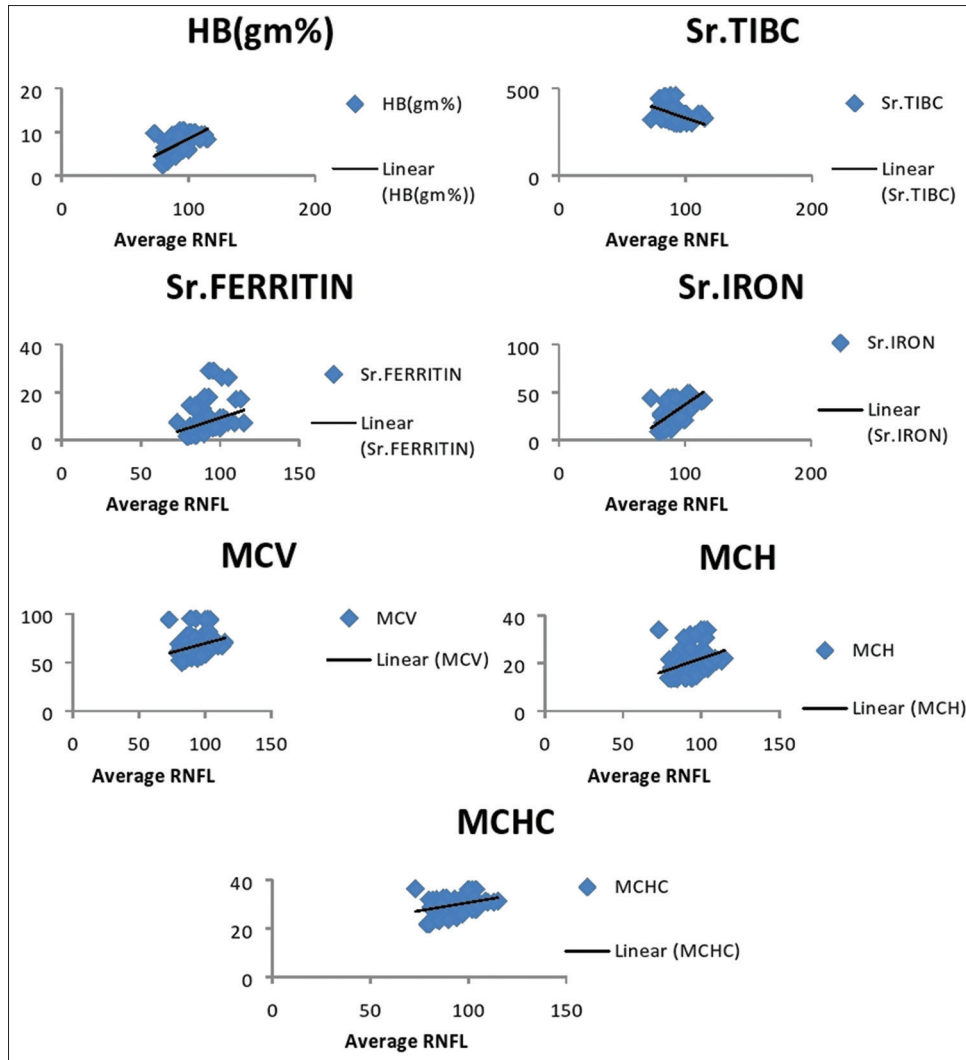 HB(gm%)
20
10
0
0
100
200
Average RNFL
HB(gm%)
Linear
(HB(gm%))
Sr.TIBC
500
0
0
100
200
Average RNFL
Sr.TIBC
Linear
(Sr.TIBC)
Sr.FERRITIN
40
20
0
0
50
100
150
Average RNFL
Sr.FERRITIN
Linear
(Sr.FERRITIN)
Sr.IRON
100
50
0
0
100
200
Average RNFL
Sr.IRON
Linear
(Sr.IRON)
MCV
100
50
0
0
50
100
150
Average RNFL
MCV
Linear (MCV)
MCH
40
20
0
0
50
100
150
Average RNFL
MCH
Linear (MCH)
MCHC
40
20
0
0
50
100
150
Average RNFL
MCHC
Linear (MCHC)